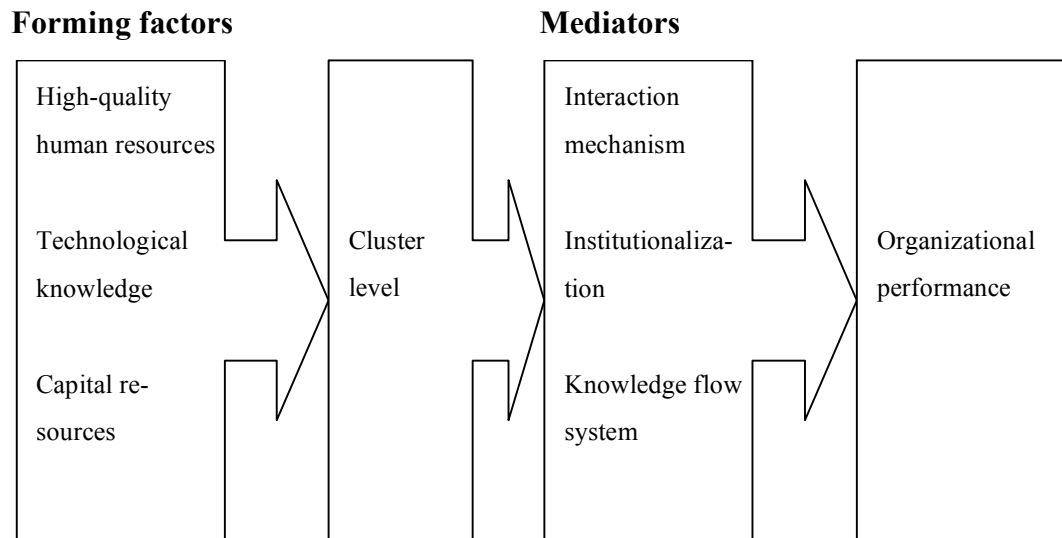 Forming factors
Mediators
High-quality
human resources
Technological
knowledge
Capital re-
sources
Cluster
level
Interaction
mechanism
Institutionaliza-
tion
Knowledge flow
system
Organizational
performance